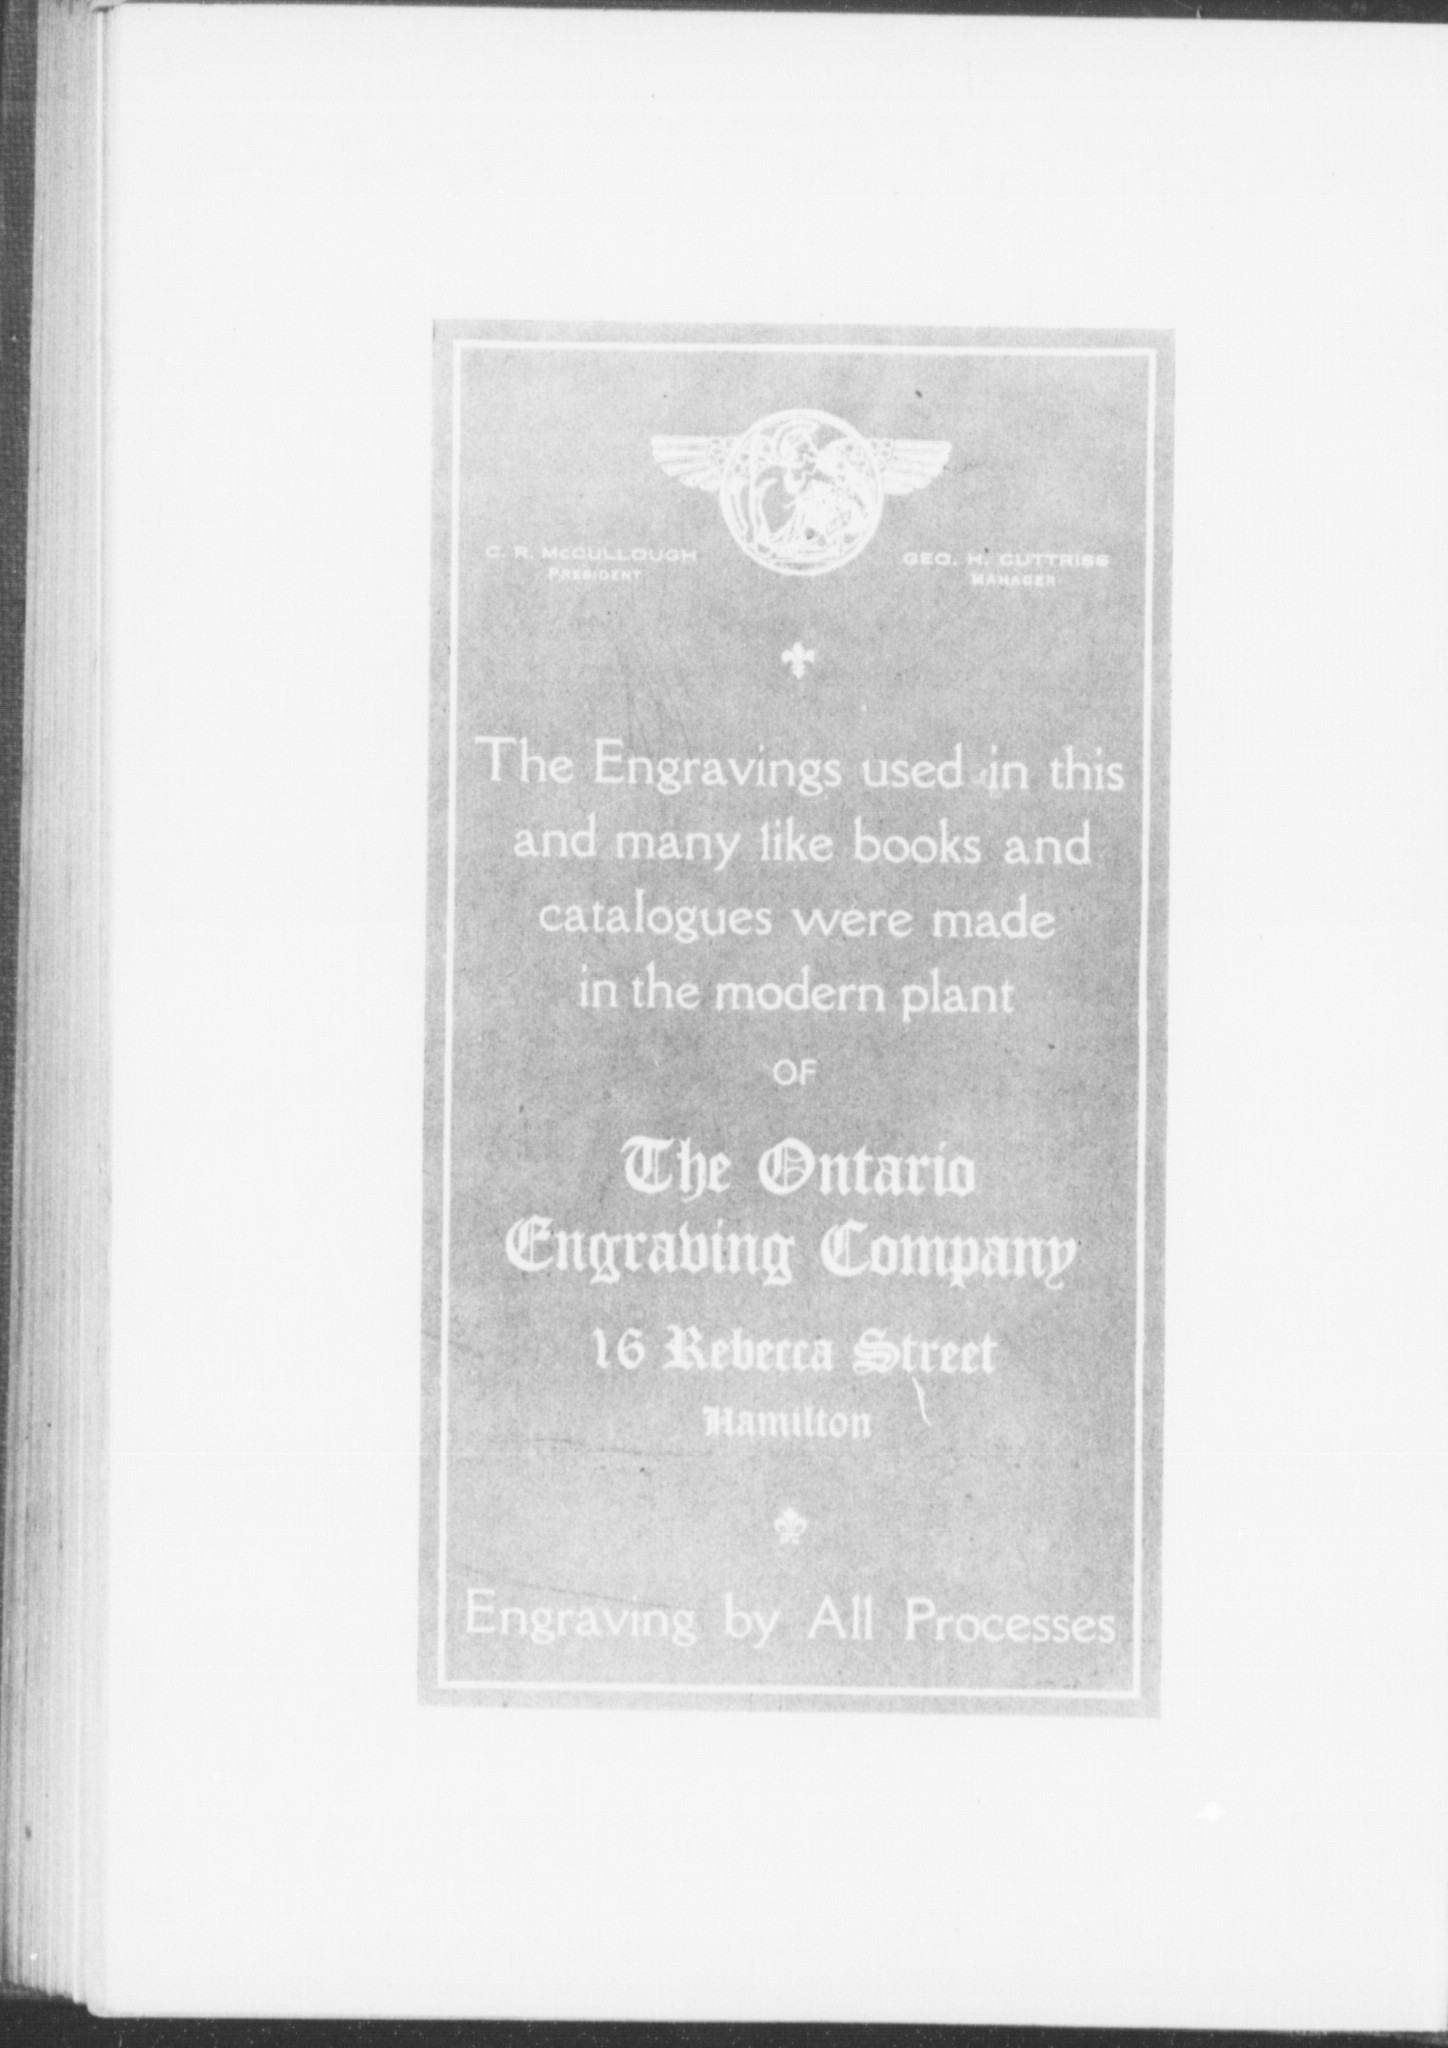 C. R. McCULLOUGH
PRESIDENT
GEO. H. CUTTRISS
MANAGER
The Engravings used in this
and many like books and
catalogues were made
in the modern plant
OF
The Ontario
Engraving Company
16 Rebecca Street
Hamilton
Engraving by All Processes